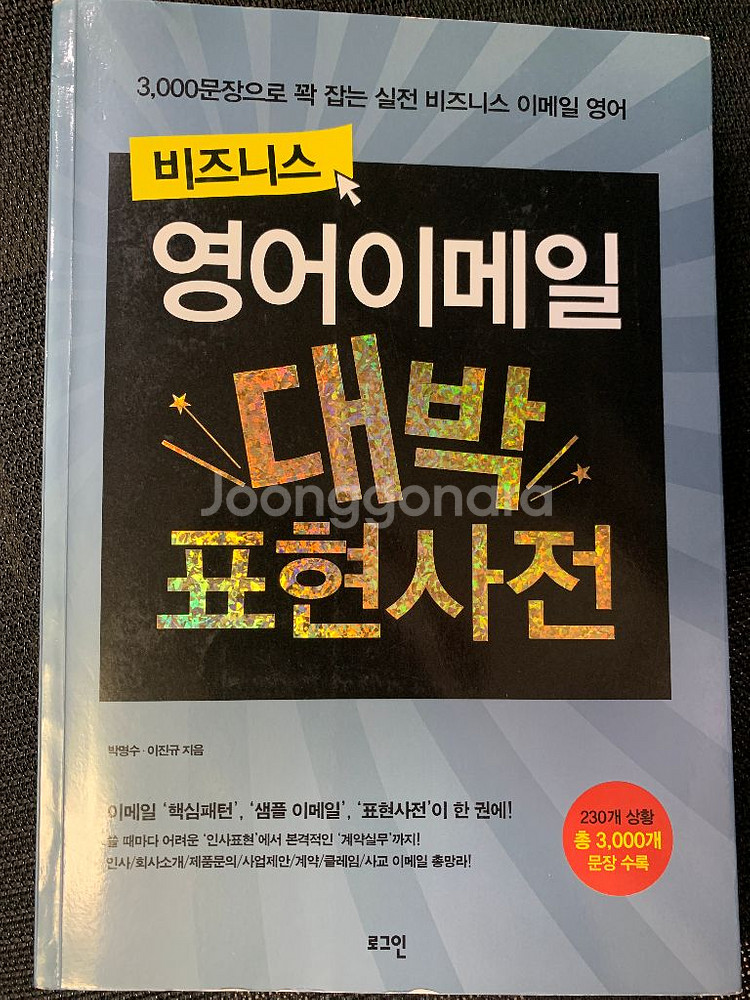 3,000문장으로 꽉 잡는 실전 비즈니스 이메일 영어
비즈니스
영어이메일
대박
Joonggonara
표현사전
박명수 · 이진규 지음
이메일 '핵심패턴', '샘플 이메일', '표현사전'이 한 권에!
쓸 때마다 어려운 '인사표현'에서 본격적인 '계약실무'까지!
인사/회사소개/제품문의/사업제안/계약/클레임/사교 이메일 총망라!
230개 상황
총 3,000개
문장 수록
로그인